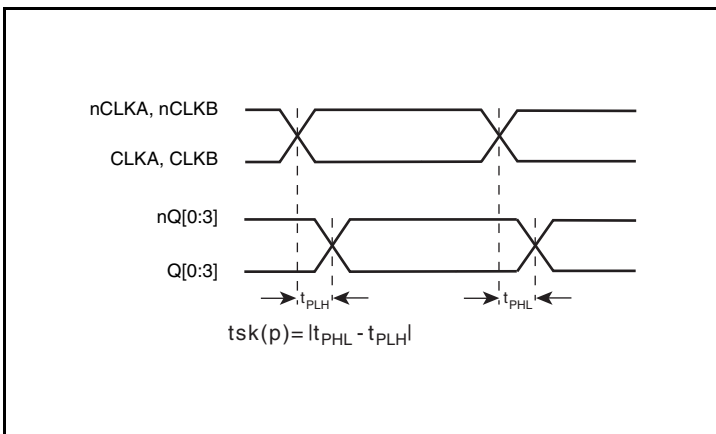 nCLKA, nCLKB
CLKA, CLKB
nQ[0:3]
Q[0:3]
tPLH tPHL
tsk(p)= |tPHL - tPLH|